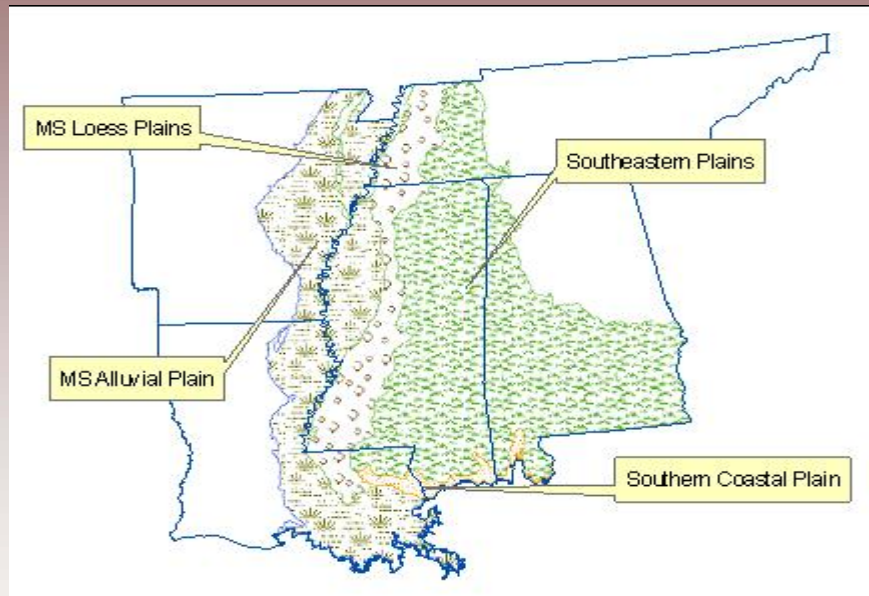 MS Loess Plains
Southeastern Plains
MS Alluvial Plain
Southern Coastal Plain